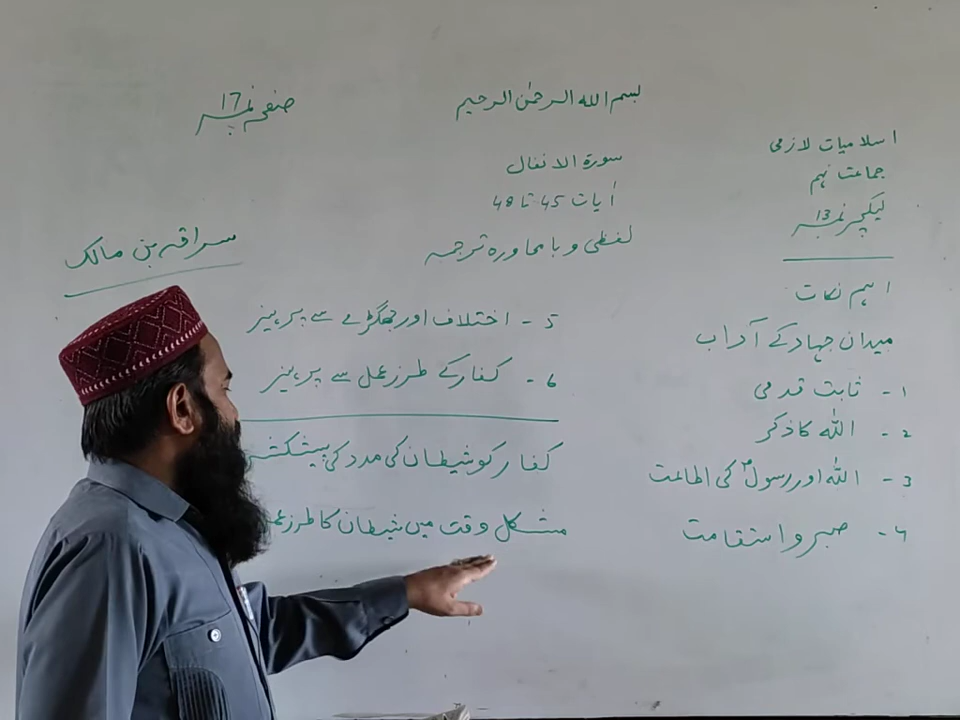 بسم اللہ الرحمٰن الرحیم
صفحہ نمبر 17
اسلامیات لازمی
جماعت نہم
لیکچر نمبر 13
اہم نکات
میدان جہاد کے آداب
1 - ثابت قدمی
2 - اللہ کا ذکر
3 - اللہ اور رسولؐ کی اطاعت
4 - صبر و استقامت
سورۃ الانفال
آیات 45 تا 48
لفظی و بامحاورہ ترجمہ
5 - اختلاف اور جھگڑے سے پرہیز
6 - کفار کے طرز عمل سے پرہیز
کفار کو شیطان کی مدد کی پیشکش
مشکل وقت میں شیطان کا طرز عم
سراقہ بن مالک